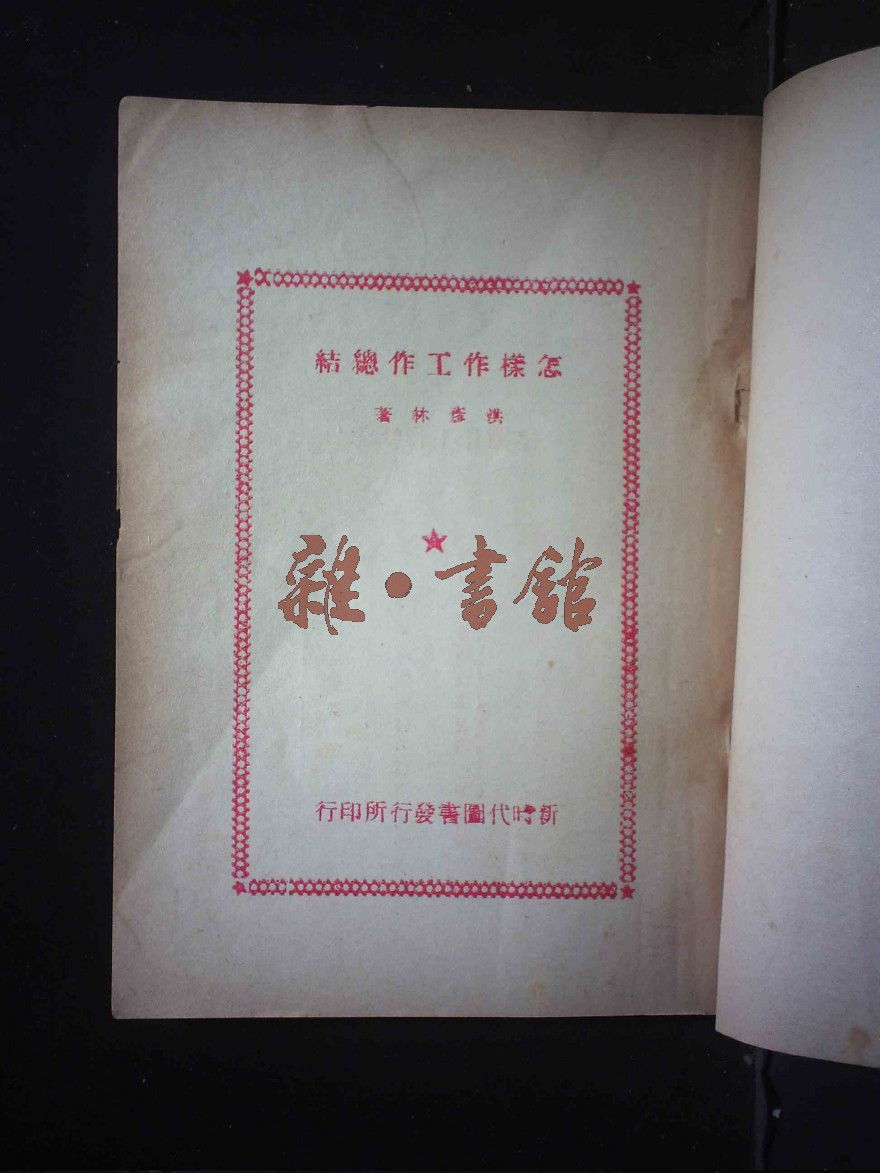 怎樣作工作總結
洪彥林著
雜·書館
新時代圖書發行所印行